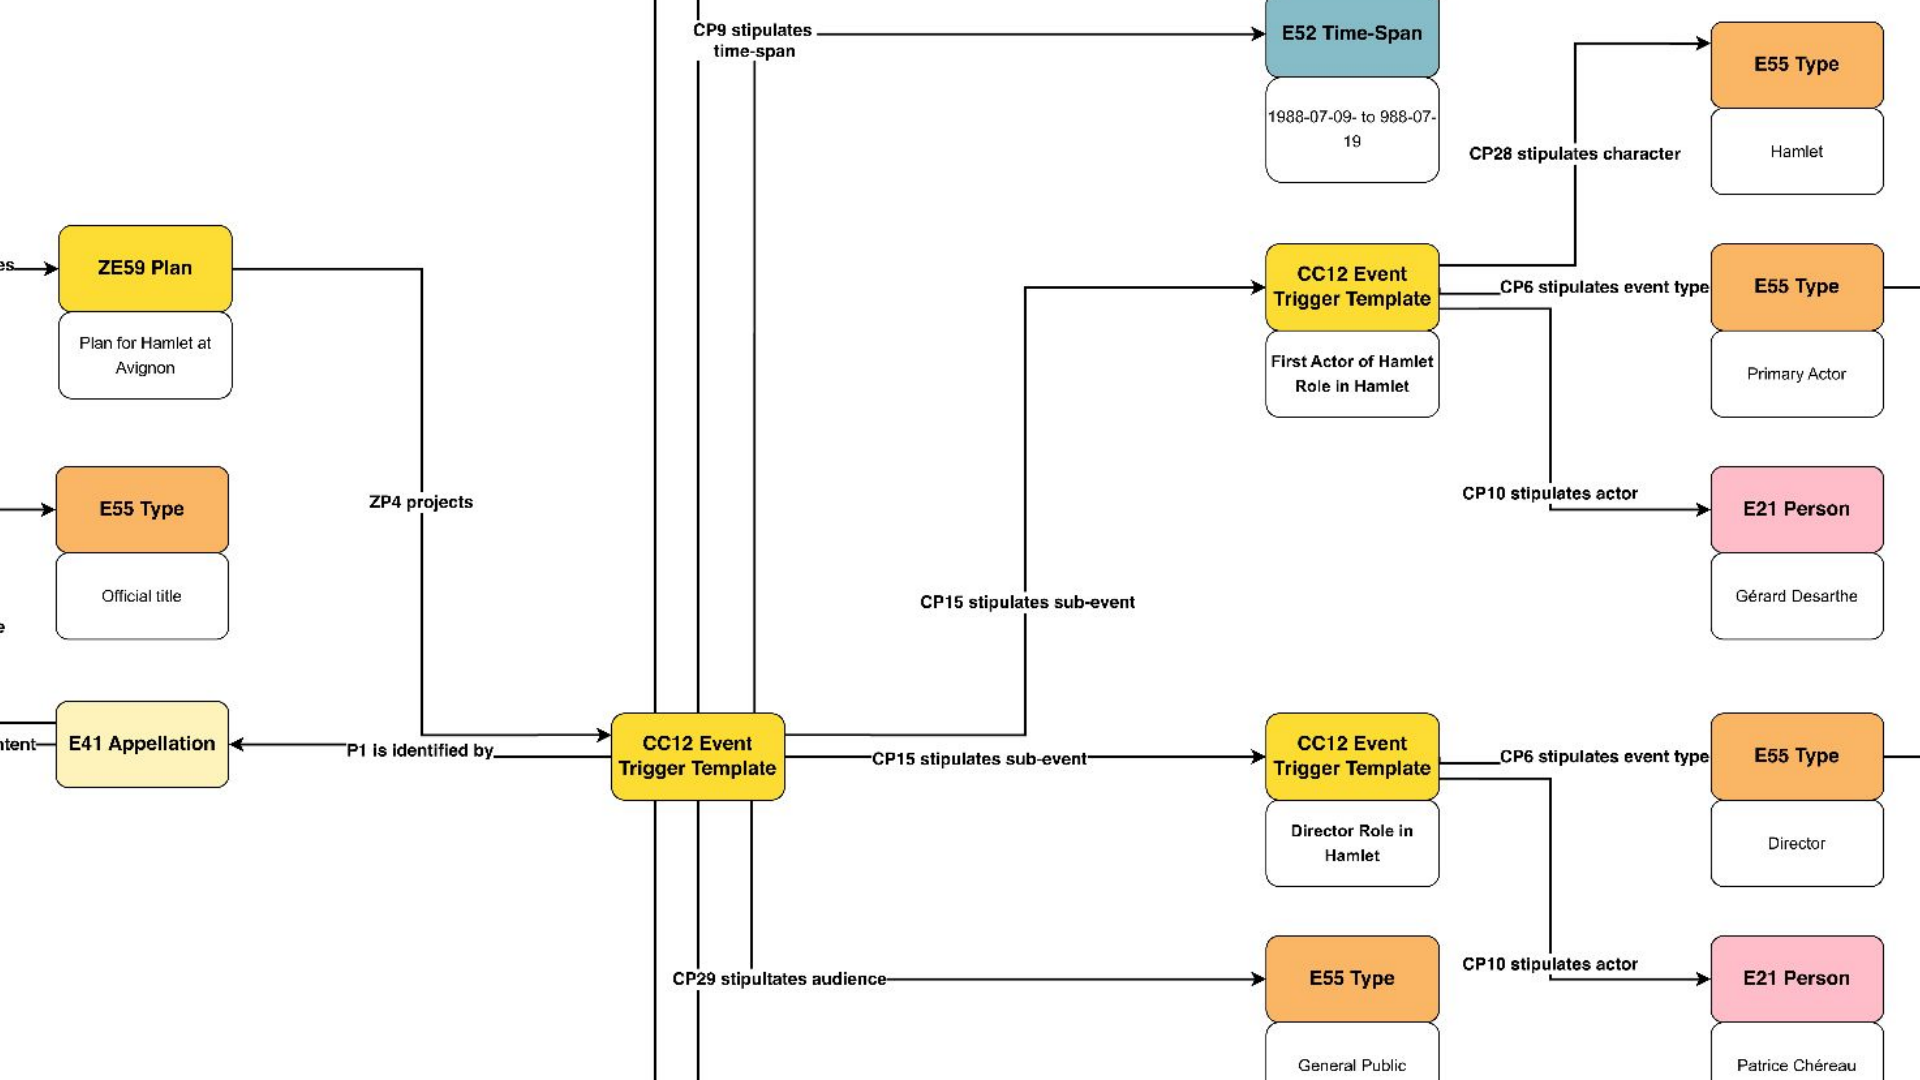 CP9 stipulates
time-span
E52 Time-Span
1988-07-09- to 988-07-
19
E55 Type
Hamlet
CP28 stipulates character
es
ZE59 Plan
Plan for Hamlet at
Avignon
CC12 Event
Trigger Template
First Actor of Hamlet
Role in Hamlet
CP6 stipulates event type
E55 Type
Primary Actor
E55 Type
Official title
ZP4 projects
CP10 stipulates actor
E21 Person
Gérard Desarthe
CP15 stipulates sub-event
e
ntent
E41 Appellation
P1 is identified by
CC12 Event
Trigger Template
CP15 stipulates sub-event
CC12 Event
Trigger Template
Director Role in
Hamlet
CP6 stipulates event type
E55 Type
Director
CP29 stipultates audience
E55 Type
General Public
CP10 stipulates actor
E21 Person
Patrice Chéreau